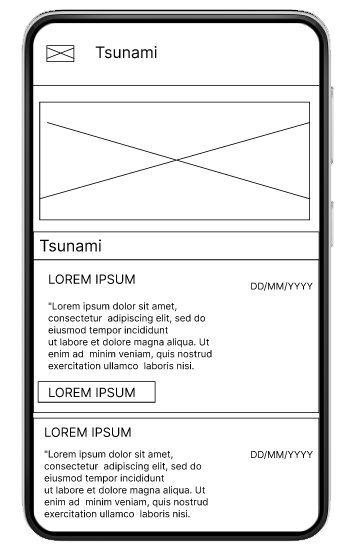 Tsunami
Tsunami
LOREM IPSUM
DD/MM/YYYY
"Lorem ipsum dolor sit amet,
consectetur  adipiscing elit, sed do
eiusmod tempor incididunt
ut labore et dolore magna aliqua. Ut
enim ad  minim veniam, quis nostrud
exercitation ullamco  laboris nisi.
LOREM IPSUM
LOREM IPSUM
DD/MM/YYYY
"Lorem ipsum dolor sit amet,
consectetur  adipiscing elit, sed do
eiusmod tempor incididunt
ut labore et dolore magna aliqua. Ut
enim ad  minim veniam, quis nostrud
exercitation ullamco  laboris nisi.